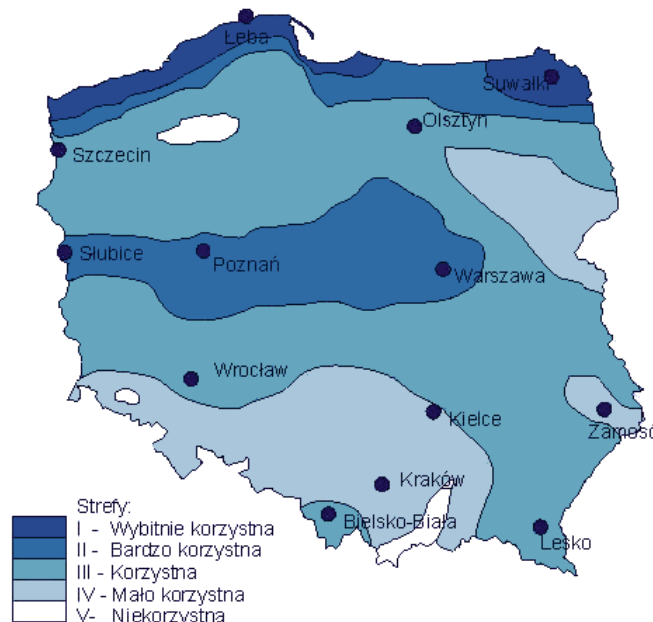 Łeba
Suwałki
Olsztyn
Szczecin
Słubice
Poznań
Warszawa
Wrocław
Kielce
Zamość
Kraków
Bielsko-Biała
Lesko
Strefy:
I - Wybitnie korzystna
II - Bardzo korzystna
III - Korzystna
IV - Mało korzystna
V- Niekorzystna